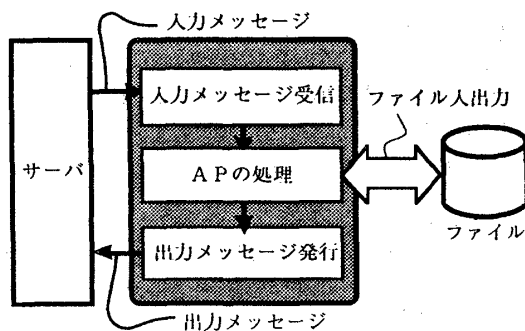 入力メッセージ
入力メッセージ受信
ファイル入出力
サーバ
APの処理
ファイル
出力メッセージ発行
出力メッセージ